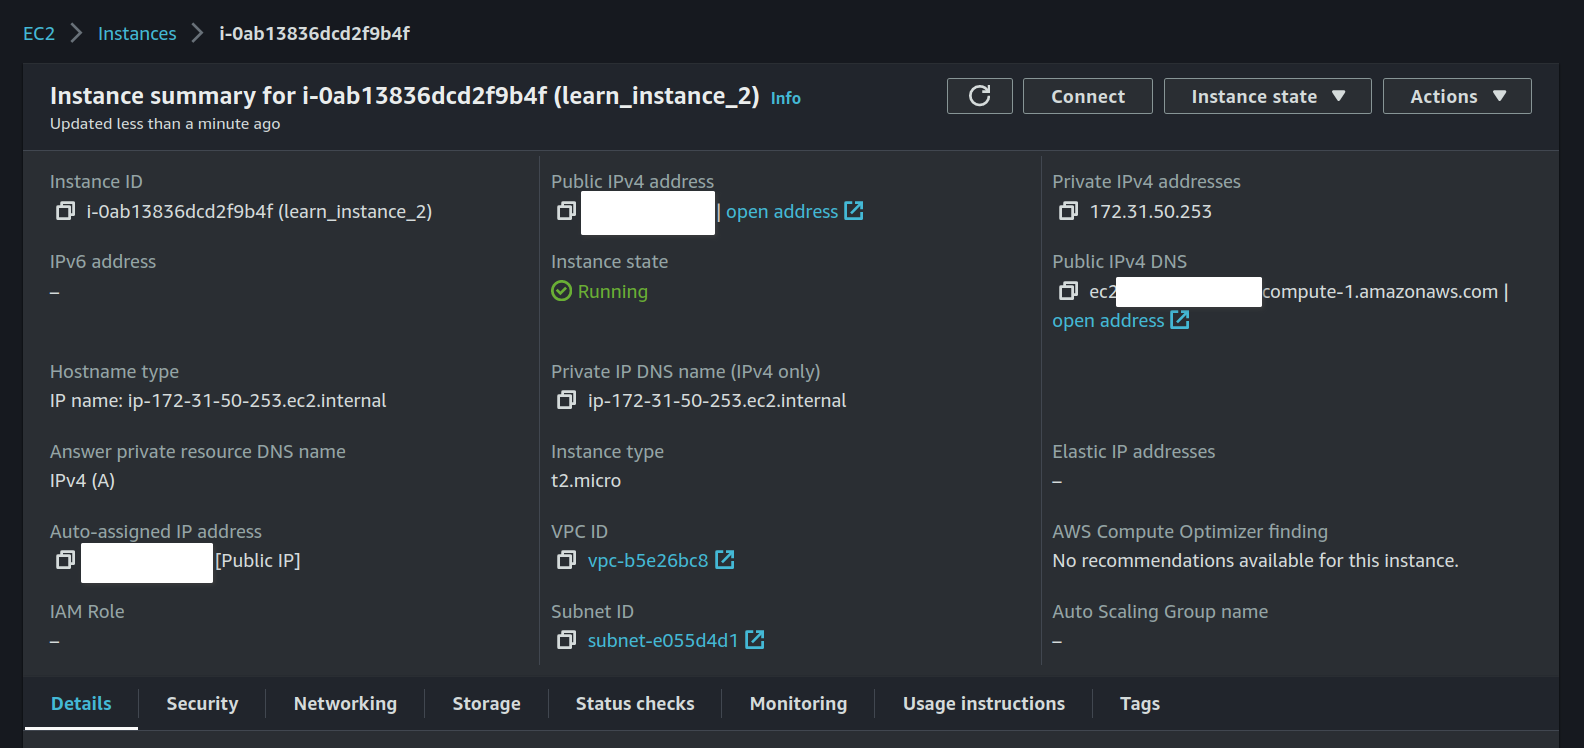 EC2 > Instances > i-0ab13836dcd2f9b4f
Instance summary for i-0ab13836dcd2f9b4f (learn_instance_2) Info
Updated less than a minute ago
Connect
Instance state
Actions
Instance ID
i-0ab13836dcd2f9b4f (learn_instance_2)
Public IPv4 address
| open address
Private IPv4 addresses
172.31.50.253
IPv6 address
–
Instance state
Running
Public IPv4 DNS
ec2 compute-1.amazonaws.com |
open address
Hostname type
IP name: ip-172-31-50-253.ec2.internal
Private IP DNS name (IPv4 only)
ip-172-31-50-253.ec2.internal
Answer private resource DNS name
IPv4 (A)
Instance type
t2.micro
Elastic IP addresses
–
Auto-assigned IP address
[Public IP]
VPC ID
vpc-b5e26bc8
AWS Compute Optimizer finding
No recommendations available for this instance.
IAM Role
–
Subnet ID
subnet-e055d4d1
Auto Scaling Group name
–
Details
Security
Networking
Storage
Status checks
Monitoring
Usage instructions
Tags